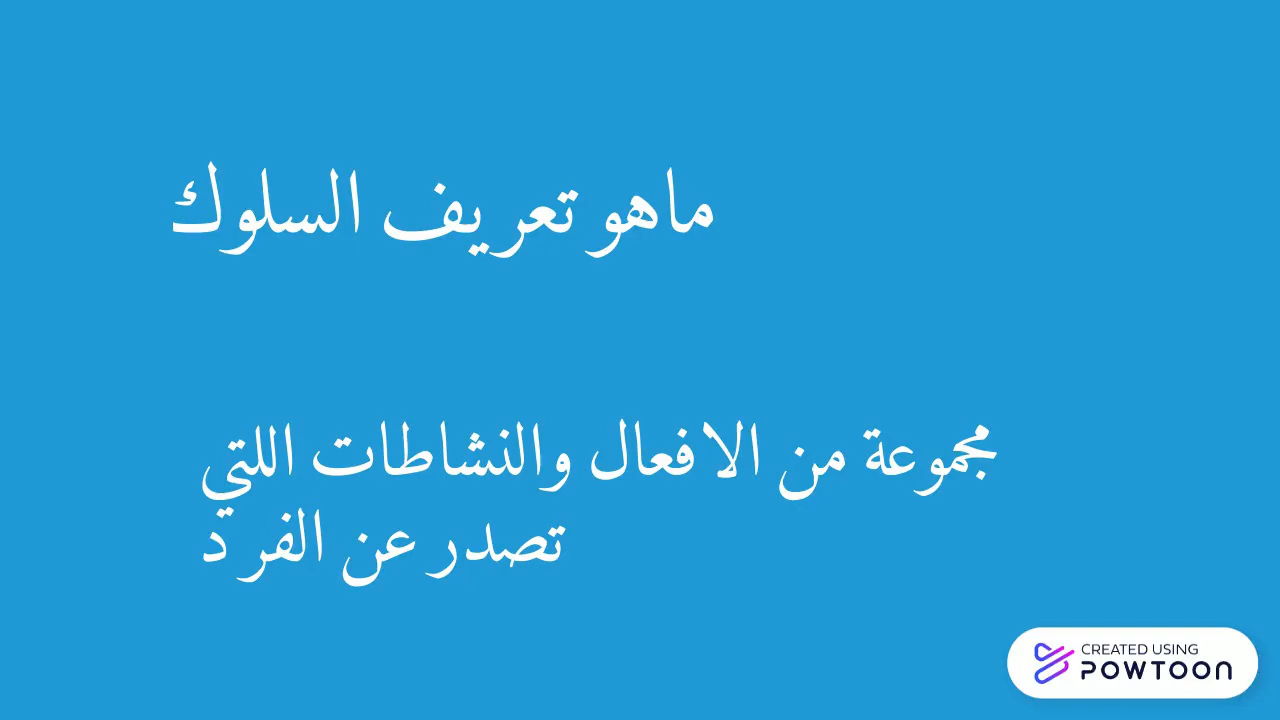 ماهو تعريف السلوك
مجموعة من الافعال والنشاطات اللتي
تصدر عن الفرد
CREATED USING
POWTOON